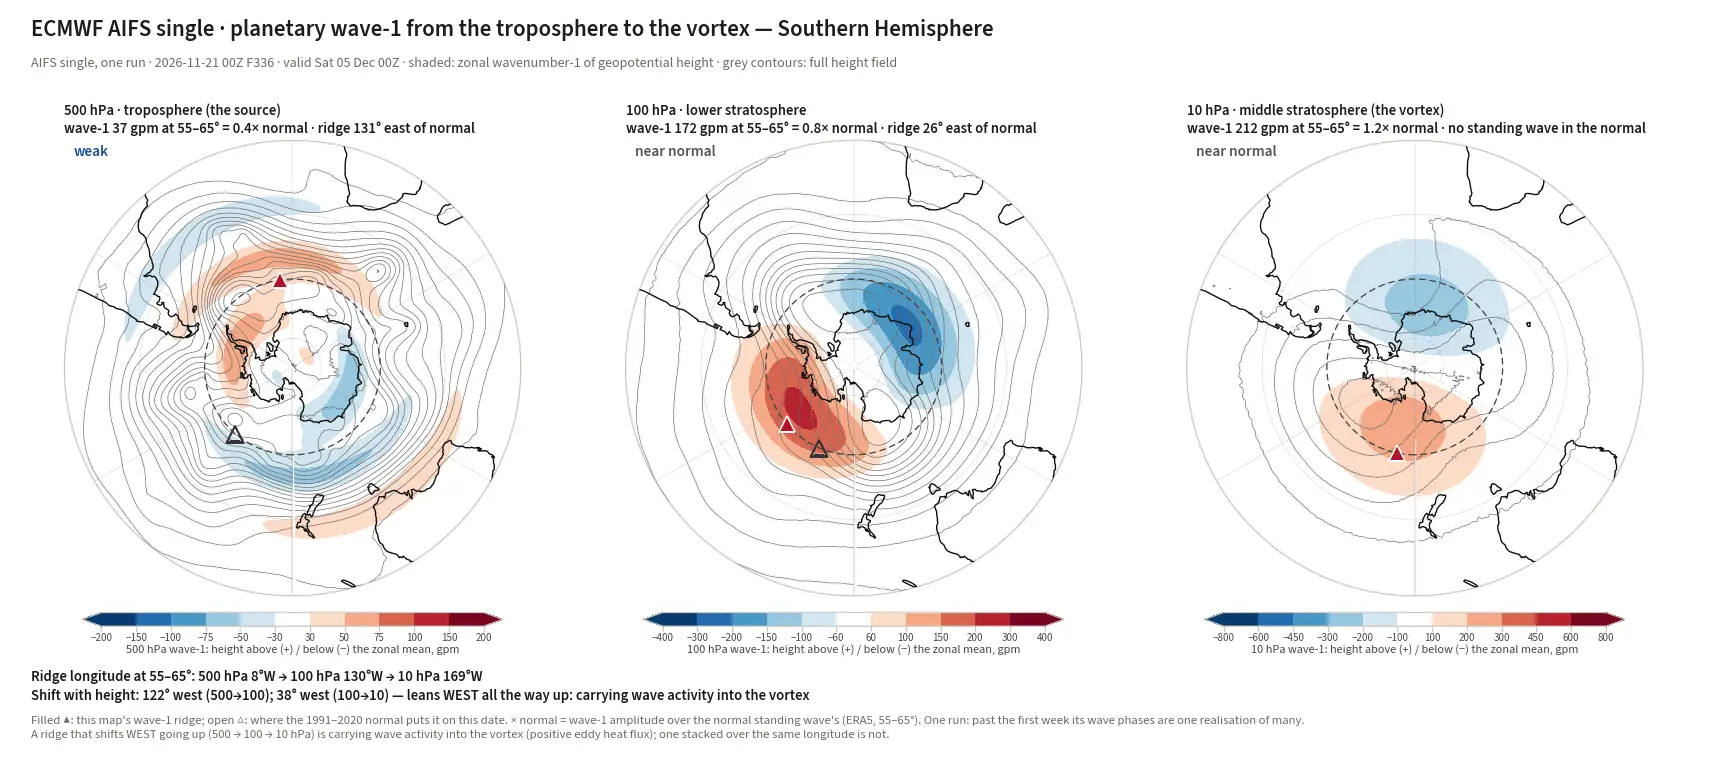 ECMWF AIFS single · planetary wave-1 from the troposphere to the vortex — Southern Hemisphere
AIFS single, one run · 2026-11-21 00Z F336 · valid Sat 05 Dec 00Z · shaded: zonal wavenumber-1 of geopotential height · grey contours: full height field
500 hPa · troposphere (the source)
wave-1 37 gpm at 55–65° = 0.4× normal · ridge 131° east of normal
weak
100 hPa · lower stratosphere
wave-1 172 gpm at 55–65° = 0.8× normal · ridge 26° east of normal
near normal
10 hPa · middle stratosphere (the vortex)
wave-1 212 gpm at 55–65° = 1.2× normal · no standing wave in the normal
near normal
−200 −150 −100 −75 −50 −30 30 50 75 100 150 200
500 hPa wave-1: height above (+) / below (−) the zonal mean, gpm
−400 −300 −200 −150 −100 −60 60 100 150 200 300 400
100 hPa wave-1: height above (+) / below (−) the zonal mean, gpm
−800 −600 −450 −300 −200 −100 100 200 300 450 600 800
10 hPa wave-1: height above (+) / below (−) the zonal mean, gpm
Ridge longitude at 55–65°: 500 hPa 8°W → 100 hPa 130°W → 10 hPa 169°W
Shift with height: 122° west (500→100); 38° west (100→10) — leans WEST all the way up: carrying wave activity into the vortex
Filled ▲: this map's wave-1 ridge; open △: where the 1991–2020 normal puts it on this date. × normal = wave-1 amplitude over the normal standing wave's (ERA5, 55–65°). One run: past the first week its wave phases are one realisation of many.
A ridge that shifts WEST going up (500 → 100 → 10 hPa) is carrying wave activity into the vortex (positive eddy heat flux); one stacked over the same longitude is not.